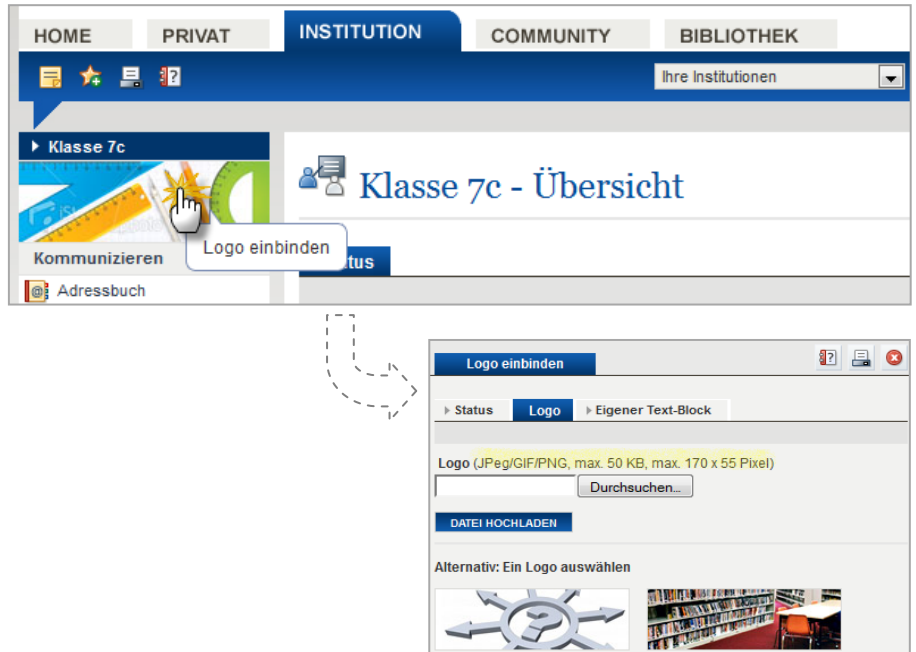 HOME PRIVAT INSTITUTION COMMUNITY BIBLIOTHEK
Ihre Institutionen
Klasse 7c
Klasse 7c - Übersicht
Logo einbinden
Kommunizieren
tus
Adressbuch
Logo einbinden
Status Logo Eigener Text-Block
Logo (JPeg/GIF/PNG, max. 50 KB, max. 170 x 55 Pixel)
Durchsuchen...
DATEI HOCHLADEN
Alternativ: Ein Logo auswählen